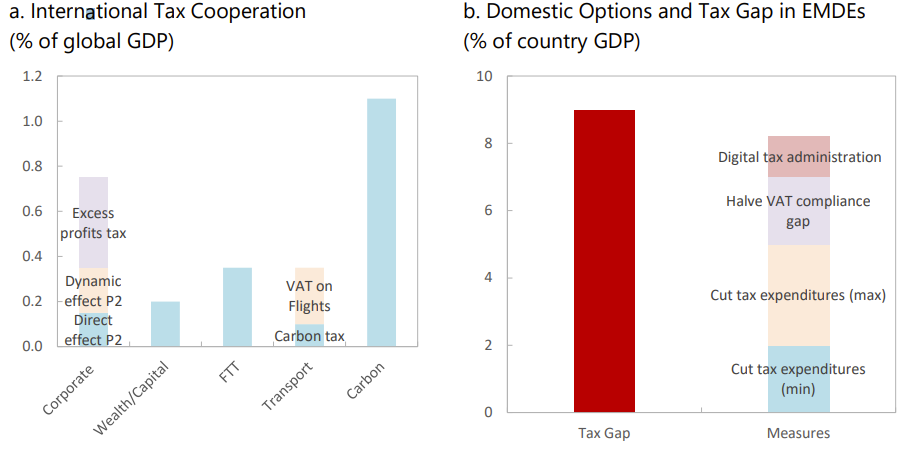 a. International Tax Cooperation
(% of global GDP)
1.2
1.0
0.8
0.6
0.4
0.2
0.0
Excess
profits tax
Dynamic
effect P2
Direct
effect P2
VAT on
Flights
Carbon tax
Corporate
Wealth/Capital
FTT
Transport
Carbon
b. Domestic Options and Tax Gap in EMDEs
(% of country GDP)
10
8
6
4
2
0
Digital tax administration
Halve VAT compliance
gap
Cut tax expenditures (max)
Cut tax expenditures
(min)
Tax Gap
Measures